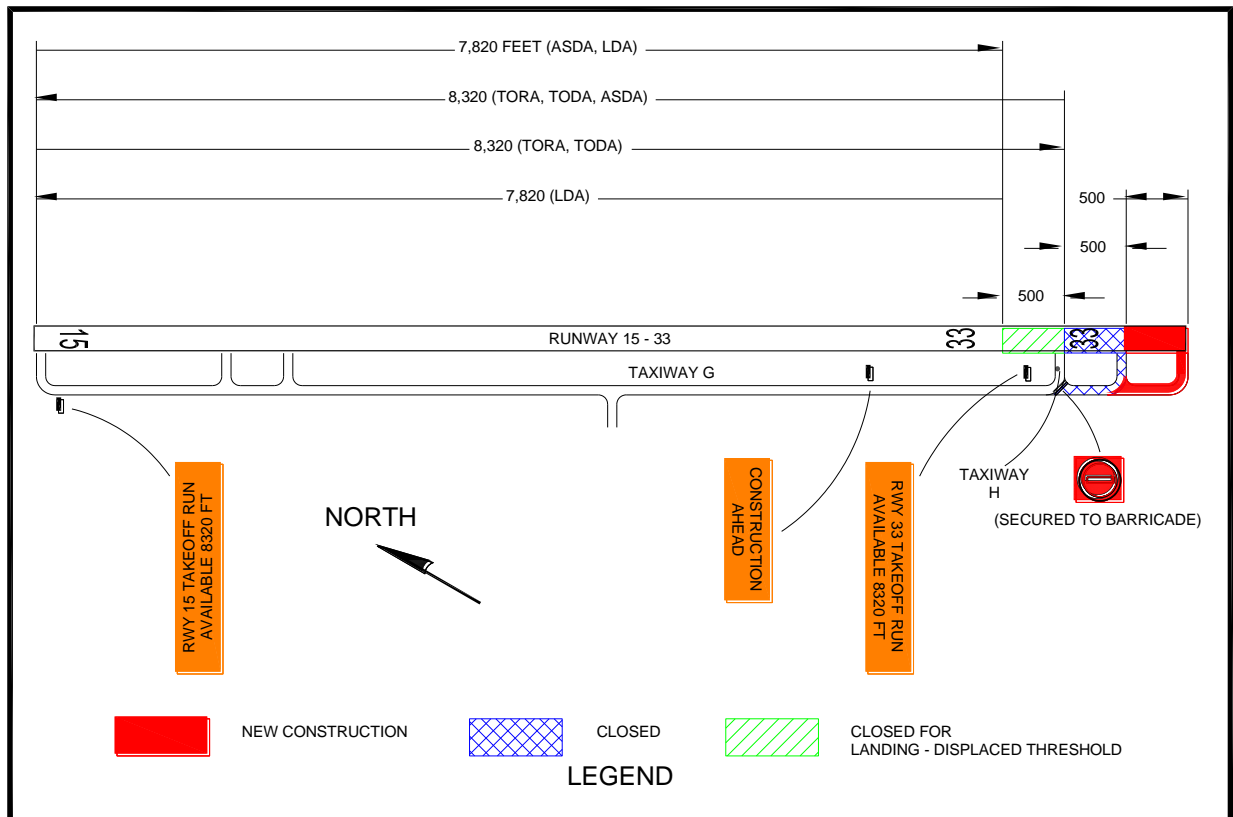 7,820 FEET (ASDA, LDA)
8,320 (TORA, TODA, ASDA)
8,320 (TORA, TODA)
7,820 (LDA)
500
500
500
15
RUNWAY 15 - 33
33
33
TAXIWAY G
RWY 15 TAKEOFF RUN
AVAILABLE 8320 FT
NORTH
CONSTRUCTION
AHEAD
RWY 33 TAKEOFF RUN
AVAILABLE 8320 FT
TAXIWAY
H
(SECURED TO BARRICADE)
NEW CONSTRUCTION
CLOSED
CLOSED FOR
LANDING - DISPLACED THRESHOLD
LEGEND